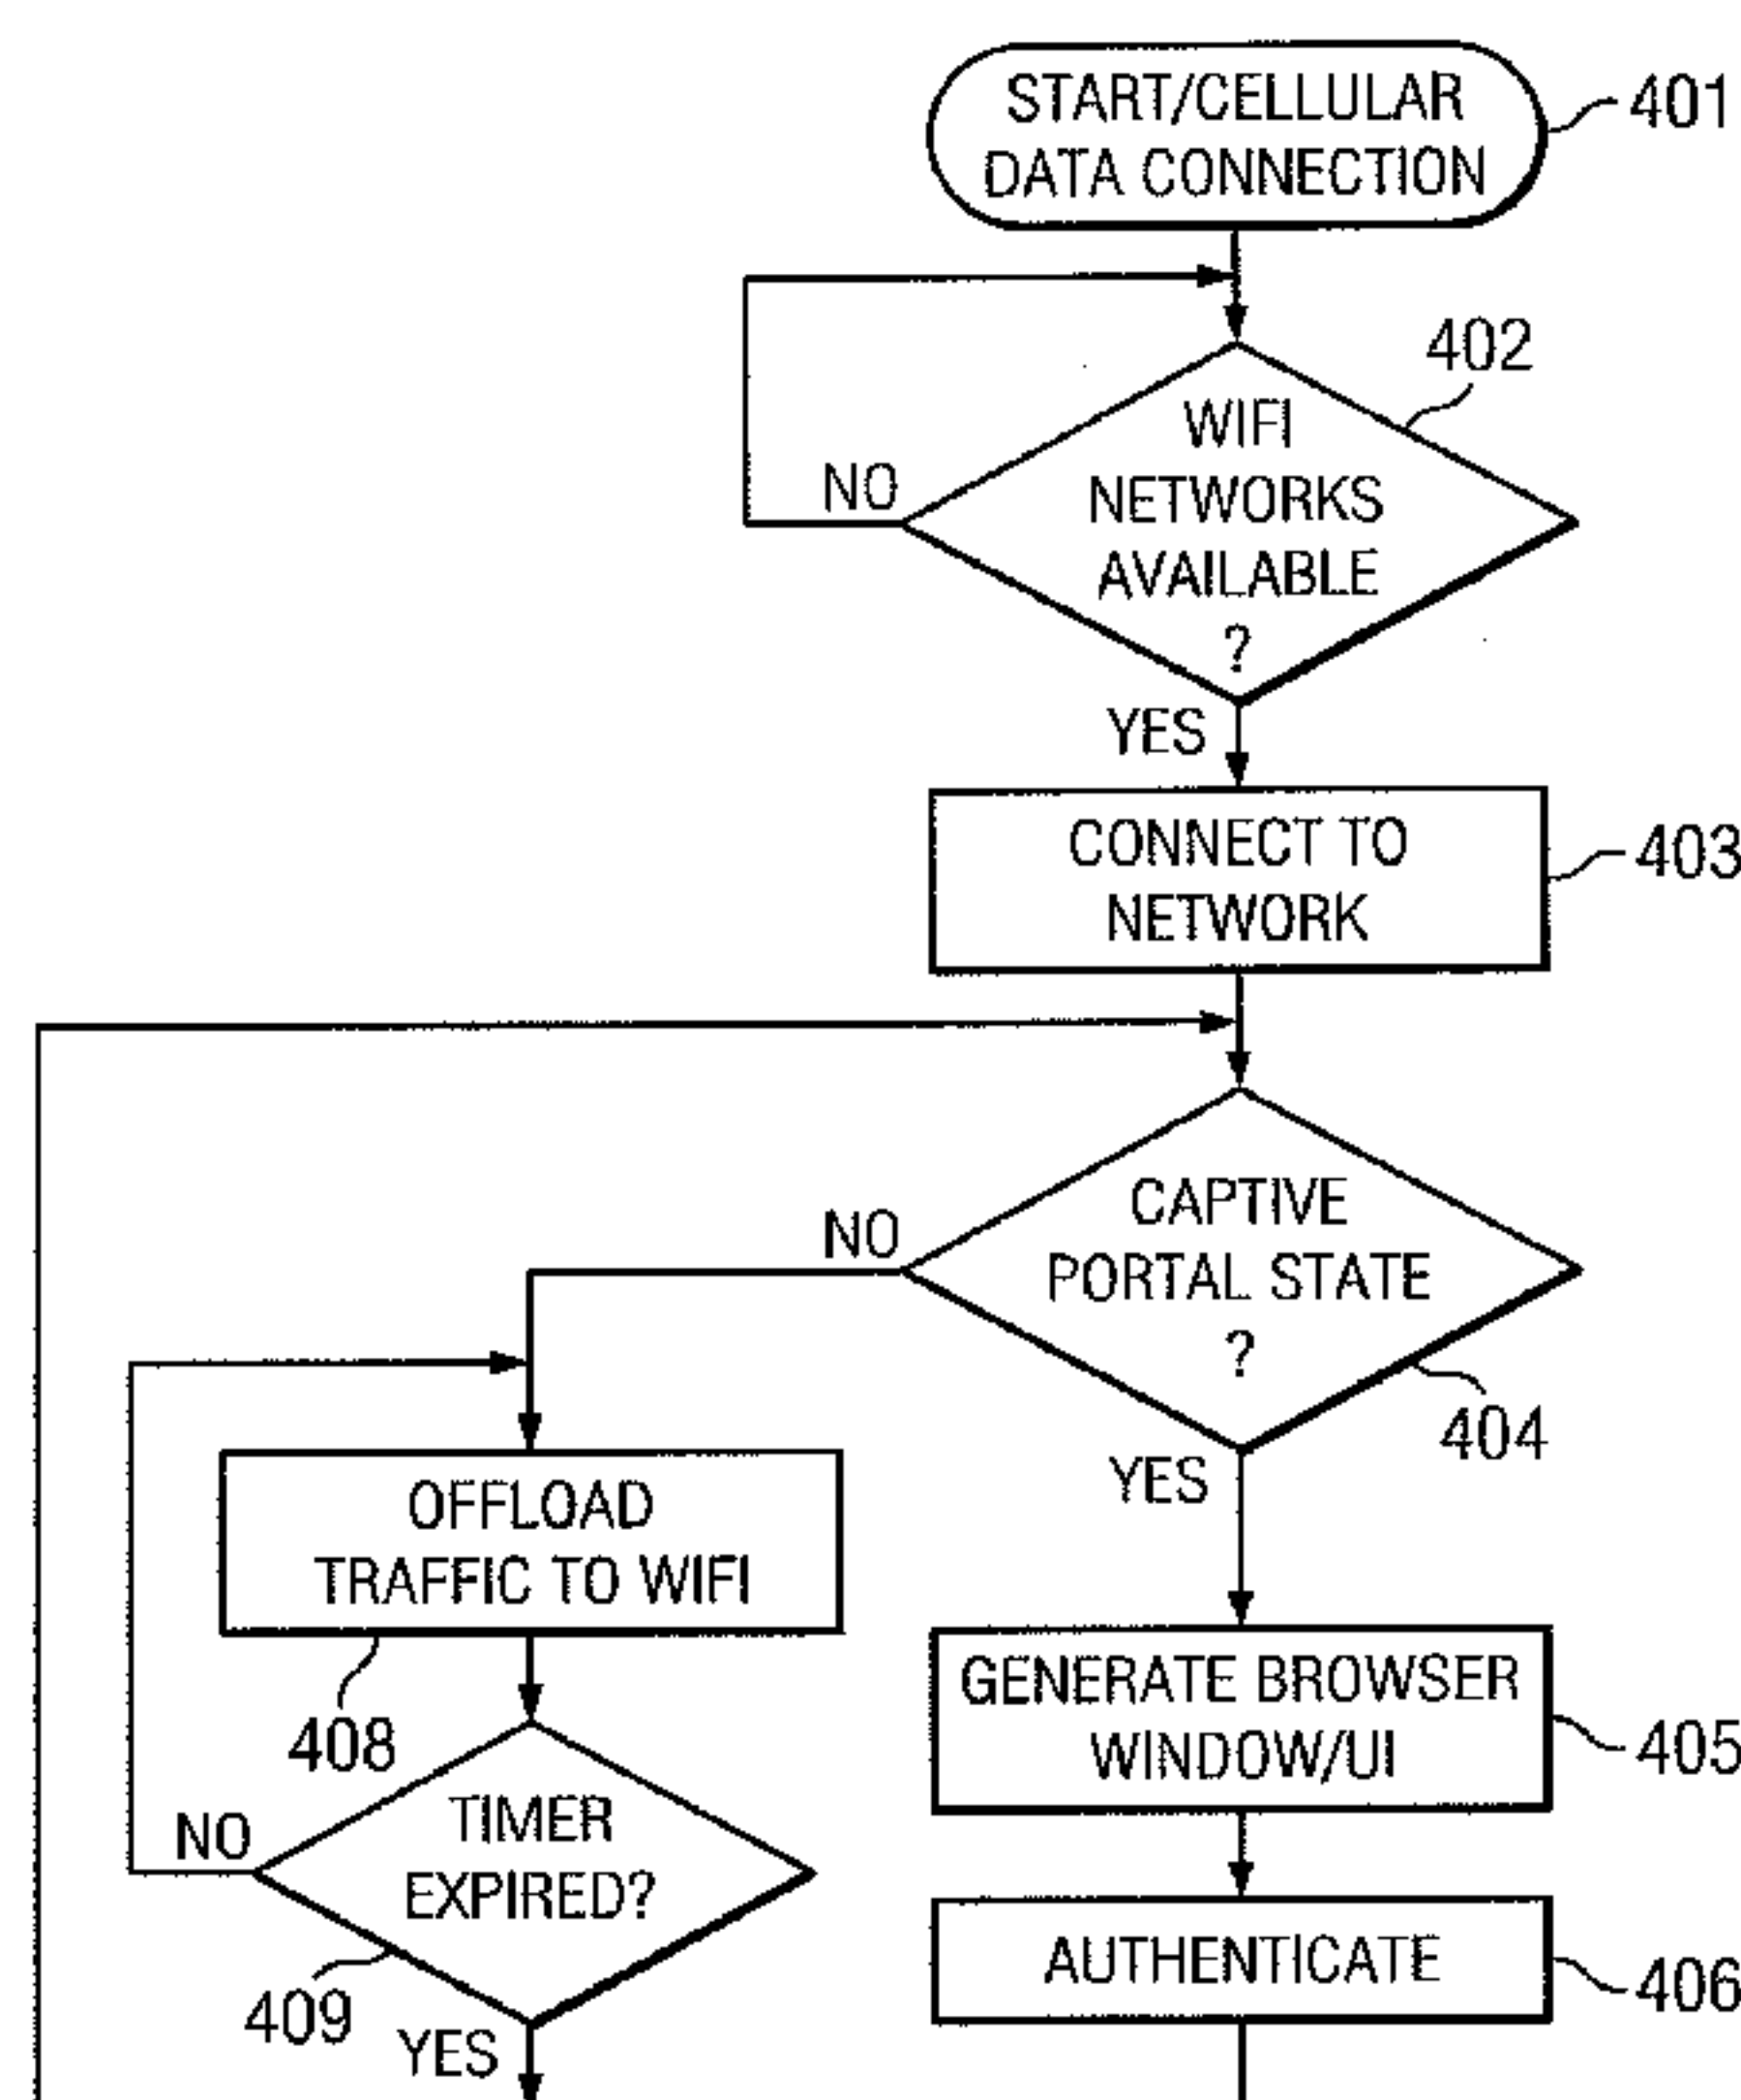 START/CELLULAR
DATA CONNECTION
401
402
WIFI
NETWORKS
AVAILABLE
?
NO
YES
CONNECT TO
NETWORK
403
CAPTIVE
PORTAL STATE
?
NO
404
YES
OFFLOAD
TRAFFIC TO WIFI
408
GENERATE BROWSER
WINDOW/UI
405
TIMER
EXPIRED?
NO
409
YES
AUTHENTICATE
406